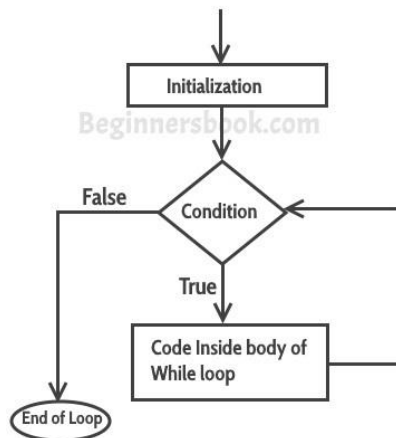 Initialization
Beginnersbook.com
False
Condition
True
Code Inside body of
While loop
End of Loop